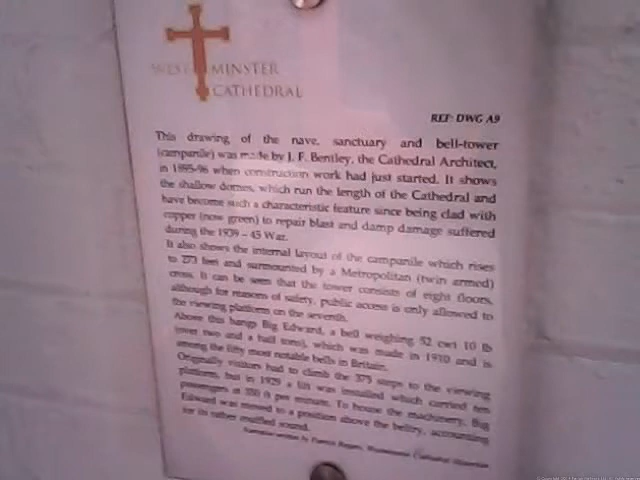 WESTMINSTER
CATHEDRAL
REF: DWG A9
This drawing of the nave, sanctuary and bell-tower
(campanile) was made by J. F. Bentley, the Cathedral Architect,
in 1895-96 when construction work had just started. It shows
the shallow domes, which run the length of the Cathedral and
have become such a characteristic feature since being clad with
copper (now green) to repair blast and damp damage suffered
during the 1939 – 45 War.
It also shows the internal layout of the campanile which rises
to 273 feet and surmounted by a Metropolitan (twin armed)
cross. It can be seen that the tower consists of eight floors,
although for reasons of safety, public access is only allowed to
the viewing platform on the seventh.
Above this hangs Big Edward, a bell weighing 52 cwt 10 lb
(over two and a half tons), which was made in 1910 and is
among the fifty most notable bells in Britain.
Originally visitors had to climb the 375 steps to the viewing
platform, but in 1929 a lift was installed which carried ten
passengers at 350 ft per minute. To house the machinery, Big
Edward was moved to a position above the belfry, accounting
for its rather muffled sound.
Narrative written by Patrick Rogers, Westminster Cathedral